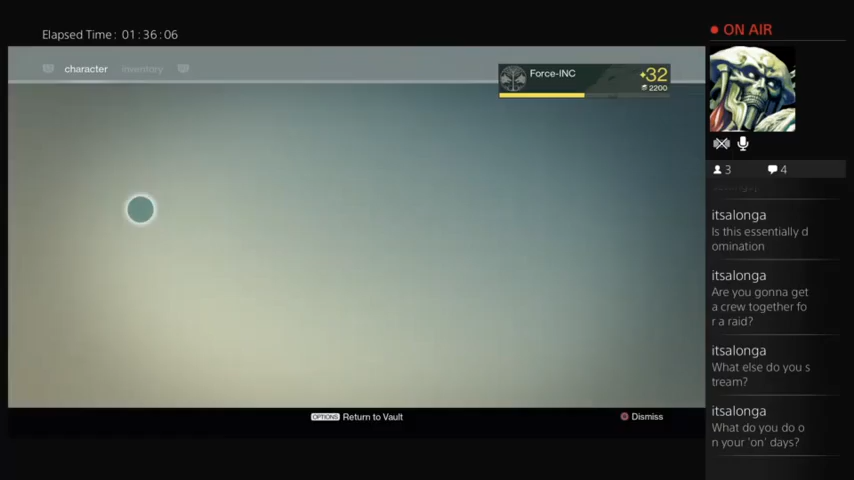 Elapsed Time: 01:36:06
ON AIR
character inventory
Force-INC
32
2200
3 4
itsalonga
Is this essentially d
omination
itsalonga
Are you gonna get
a crew together fo
r a raid?
itsalonga
What else do you s
tream?
itsalonga
What do you do o
n your 'on' days?
OPTIONS Return to Vault
Dismiss